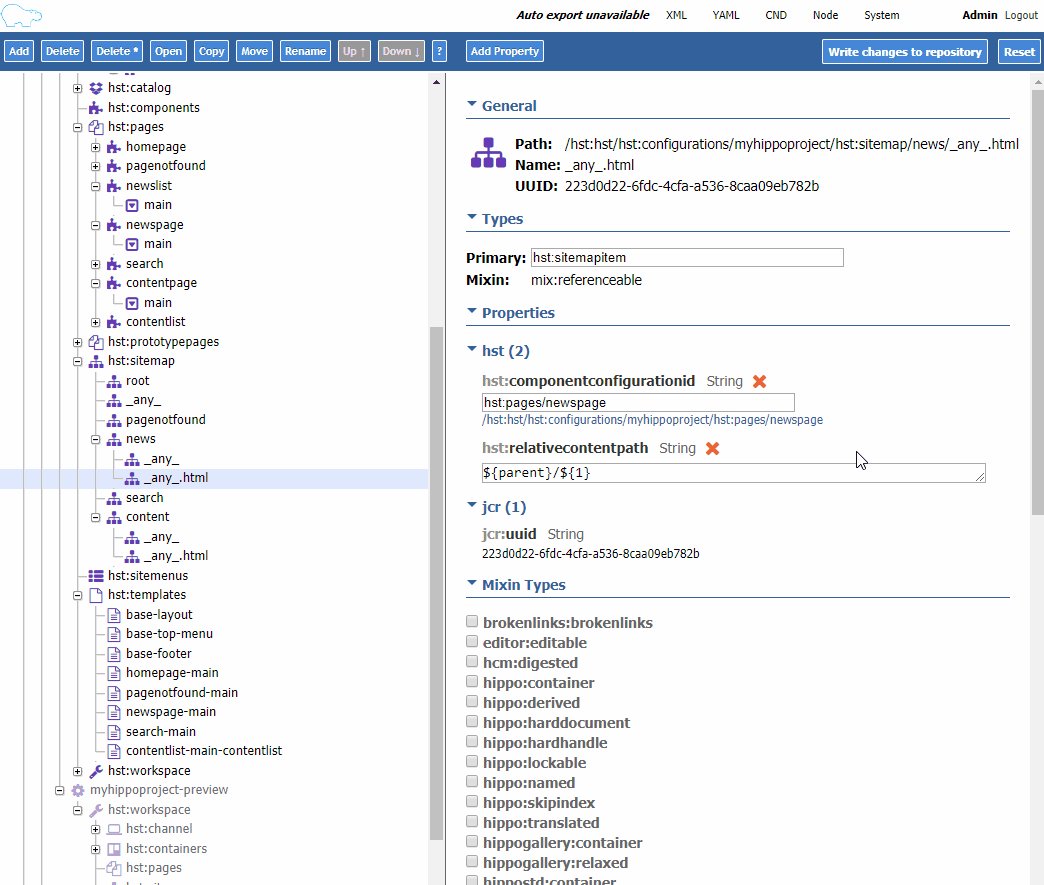 Auto export unavailable XML YAML CND Node System Admin Logout
Add Delete Delete * Open Copy Move Rename Up ↑ Down ↓ ? Add Property Write changes to repository Reset
hst:catalog
hst:components
hst:pages
homepage
pagenotfound
newslist
main
newspage
main
search
contentpage
main
contentlist
hst:prototypepages
hst:sitemap
root
_any_
pagenotfound
news
_any_
_any_.html
search
content
_any_
_any_.html
hst:sitemenus
hst:templates
base-layout
base-top-menu
base-footer
homepage-main
pagenotfound-main
newspage-main
search-main
contentlist-main-contentlist
hst:workspace
myhippoproject-preview
hst:workspace
hst:channel
hst:containers
hst:pages
General
Path: /hst:hst/hst:configurations/myhippoproject/hst:sitemap/news/_any_.html
Name: _any_.html
UUID: 223d0d22-6fdc-4cfa-a536-8caa09eb782b
Types
Primary: hst:sitemapitem
Mixin: mix:referenceable
Properties
hst (2)
hst:componentconfigurationid String
hst:pages/newspage
/hst:hst/hst:configurations/myhippoproject/hst:pages/newspage
hst:relativecontentpath String
${parent}/${1}
jcr (1)
jcr:uuid String
223d0d22-6fdc-4cfa-a536-8caa09eb782b
Mixin Types
brokenlinks:brokenlinks
editor:editable
hcm:digested
hippo:container
hippo:derived
hippo:harddocument
hippo:hardhandle
hippo:lockable
hippo:named
hippo:skipindex
hippo:translated
hippogallery:container
hippogallery:relaxed
hippostd:container